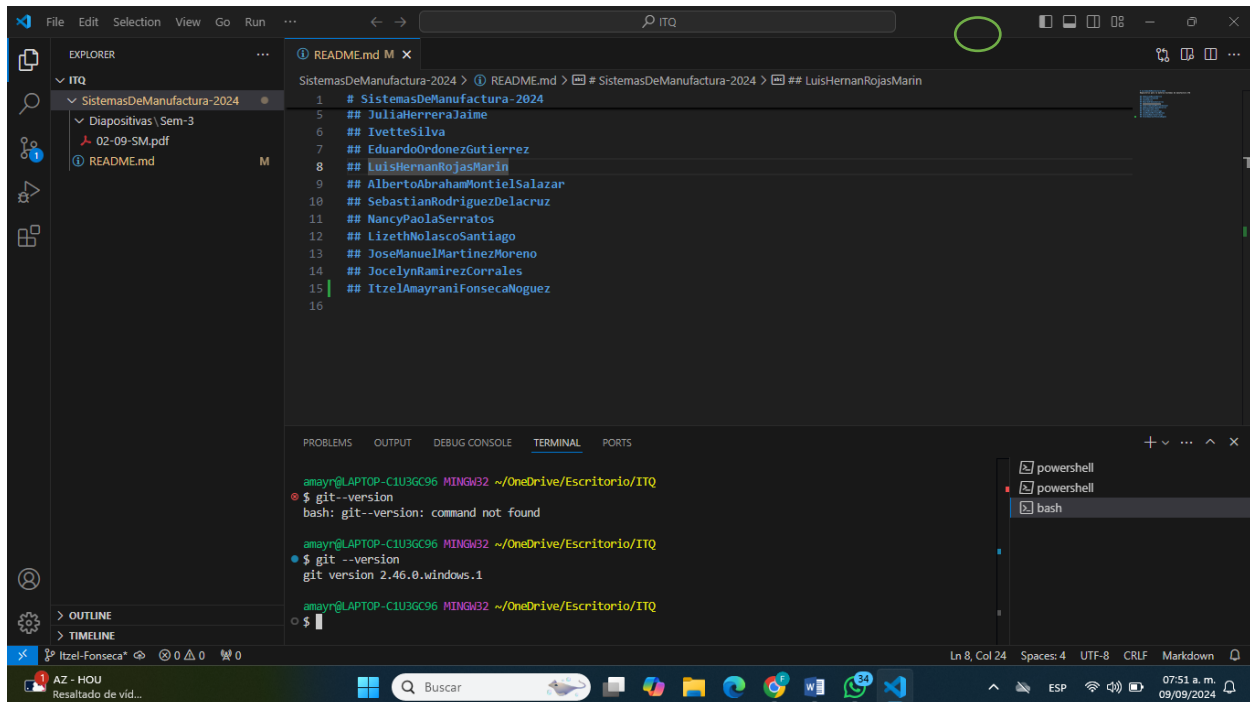 File Edit Selection View Go Run ··· ITQ
EXPLORER ···
ITQ
SistemasDeManufactura-2024
Diapositivas\Sem-3
02-09-SM.pdf
README.md M
OUTLINE
TIMELINE
README.md M
SistemasDeManufactura-2024 > README.md > # SistemasDeManufactura-2024 > ## LuisHernanRojasMarin
1 # SistemasDeManufactura-2024
5 ## JuliaHerreraJaime
6 ## IvetteSilva
7 ## EduardoOrdonezGutierrez
8 ## LuisHernanRojasMarin
9 ## AlbertoAbrahamMontielSalazar
10 ## SebastianRodriguezDelacruz
11 ## NancyPaolaSerratos
12 ## LizethNolascoSantiago
13 ## JoseManuelMartinezMoreno
14 ## JocelynRamirezCorrales
15 ## ItzelAmayraniFonsecaNoguez
16
PROBLEMS OUTPUT DEBUG CONSOLE TERMINAL PORTS
amayr@LAPTOP-C1U3GC96 MINGW32 ~/OneDrive/Escritorio/ITQ
$ git--version
bash: git--version: command not found
amayr@LAPTOP-C1U3GC96 MINGW32 ~/OneDrive/Escritorio/ITQ
$ git --version
git version 2.46.0.windows.1
amayr@LAPTOP-C1U3GC96 MINGW32 ~/OneDrive/Escritorio/ITQ
$
powershell
powershell
bash
1
Itzel-Fonseca* 0 0 0 Ln 8, Col 24 Spaces: 4 UTF-8 CRLF Markdown
1
AZ - HOU
Resaltado de víd...
Buscar
34
ESP
07:51 a. m.
09/09/2024